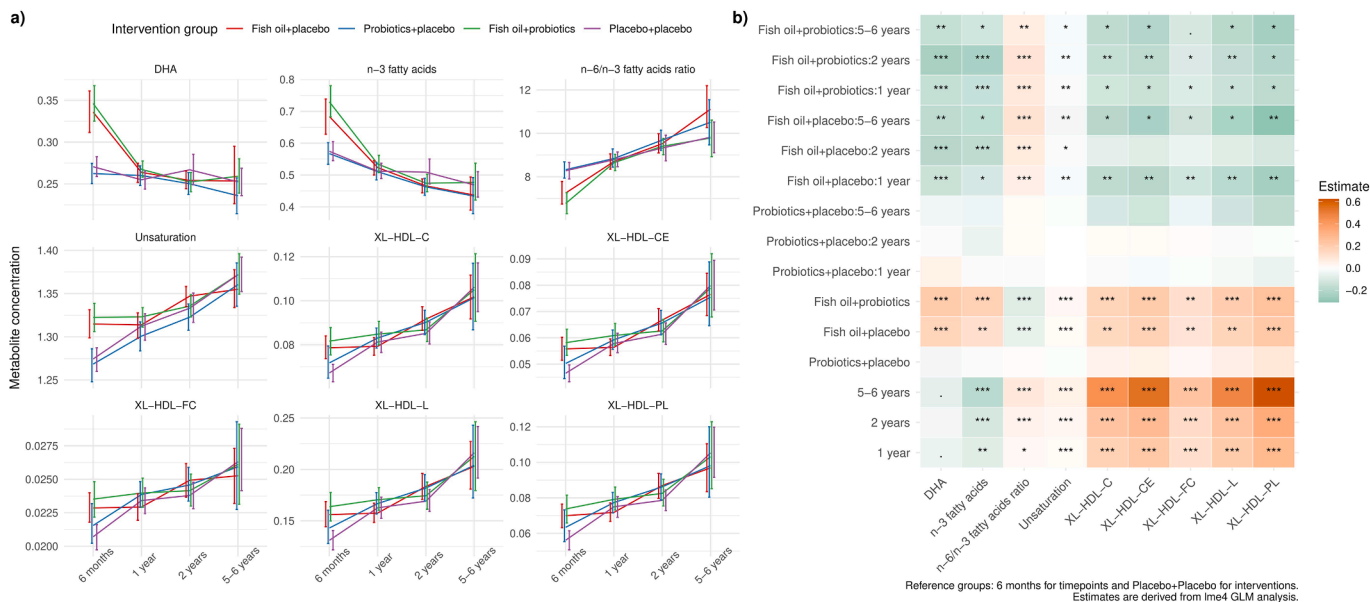 a)
Intervention group
Fish oil+placebo
Probiotics+placebo
Fish oil+probiotics
Placebo+placebo
Metabolite concentration
DHA
0.35
0.30
0.25
n−3 fatty acids
0.8
0.7
0.6
0.5
0.4
n−6/n−3 fatty acids ratio
12
10
8
Unsaturation
1.40
1.35
1.30
1.25
XL−HDL−C
0.12
0.10
0.08
XL−HDL−CE
0.09
0.08
0.07
0.06
0.05
XL−HDL−FC
0.0275
0.0250
0.0225
0.0200
XL−HDL−L
0.25
0.20
0.15
XL−HDL−PL
0.12
0.10
0.08
0.06
6 months
1 year
2 years
5−6 years
6 months
1 year
2 years
5−6 years
6 months
1 year
2 years
5−6 years
b)
Fish oil+probiotics:5−6 years ** * ** * * * . * *
Fish oil+probiotics:2 years *** *** *** ** ** ** * ** *
Fish oil+probiotics:1 year *** *** *** ** * * * * *
Fish oil+placebo:5−6 years ** * *** ** * * * * **
Fish oil+placebo:2 years *** *** *** *
Fish oil+placebo:1 year *** * *** ** ** ** ** ** **
Probiotics+placebo:5−6 years
Probiotics+placebo:2 years
Probiotics+placebo:1 year
Fish oil+probiotics *** *** *** *** *** *** ** *** ***
Fish oil+placebo *** ** *** *** ** *** ** ** ***
Probiotics+placebo
5−6 years . *** *** *** *** *** *** *** ***
2 years *** *** *** *** *** *** *** ***
1 year . ** * *** *** *** *** *** ***
DHA
n−3 fatty acids
n−6/n−3 fatty acids ratio
Unsaturation
XL−HDL−C
XL−HDL−CE
XL−HDL−FC
XL−HDL−L
XL−HDL−PL
Estimate
0.6
0.4
0.2
0.0
−0.2
Reference groups: 6 months for timepoints and Placebo+Placebo for interventions.
Estimates are derived from lme4 GLM analysis.